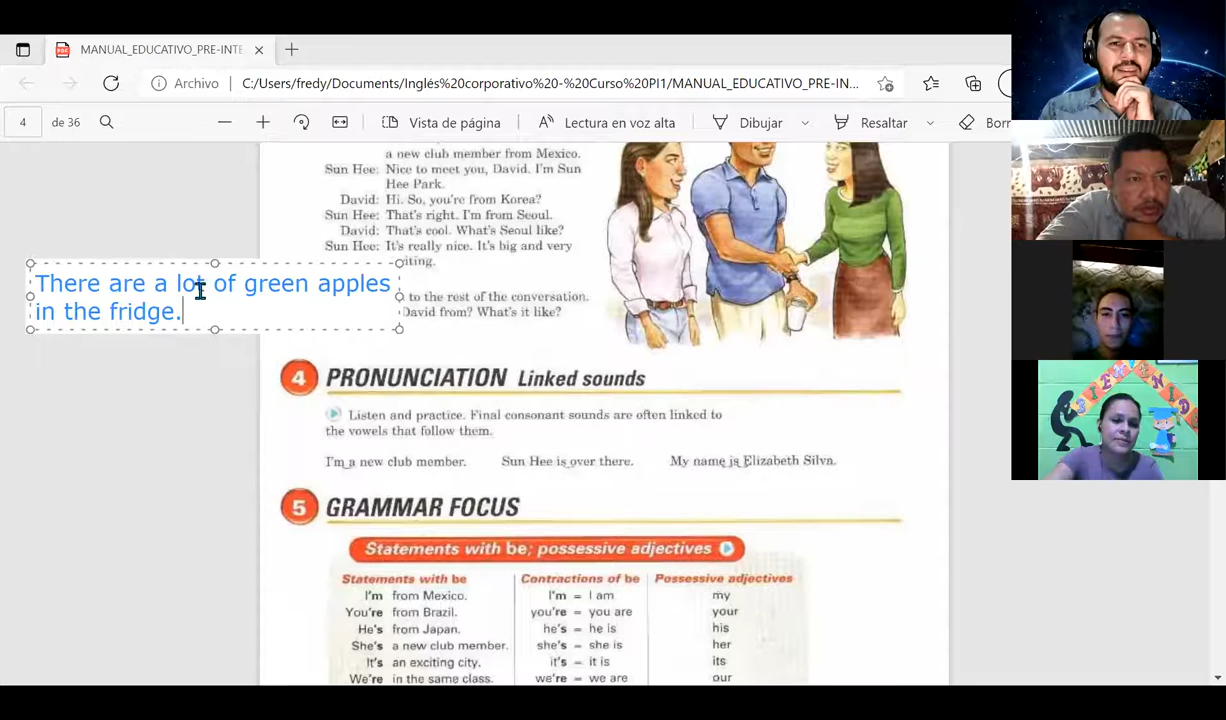 MANUAL_EDUCATIVO_PRE-INTE
Archivo
C:/Users/fredy/Documents/Inglés%20corporativo%20-%20Curso%20PI1/MANUAL_EDUCATIVO_PRE-IN...
4 de 36
Vista de página
Lectura en voz alta
Dibujar
Resaltar
Borr
a new club member from Mexico.
Sun Hee: Nice to meet you, David. I'm Sun
Hee Park.
David: Hi. So, you're from Korea?
Sun Hee: That's right. I'm from Seoul.
David: That's cool. What's Seoul like?
Sun Hee: It's really nice. It's big and very
iting.
There are a lot of green apples
in the fridge.
to the rest of the conversation.
David from? What's it like?
4 PRONUNCIATION Linked sounds
Listen and practice. Final consonant sounds are often linked to
the vowels that follow them.
I'm a new club member. Sun Hee is over there. My name is Elizabeth Silva.
5 GRAMMAR FOCUS
Statements with be; possessive adjectives
Statements with be Contractions of be Possessive adjectives
I'm from Mexico. I'm = I am my
You're from Brazil. you're = you are your
He's from Japan. he's = he is his
She's a new club member. she's = she is her
It's an exciting city. it's = it is its
We're in the same class. we're = we are our